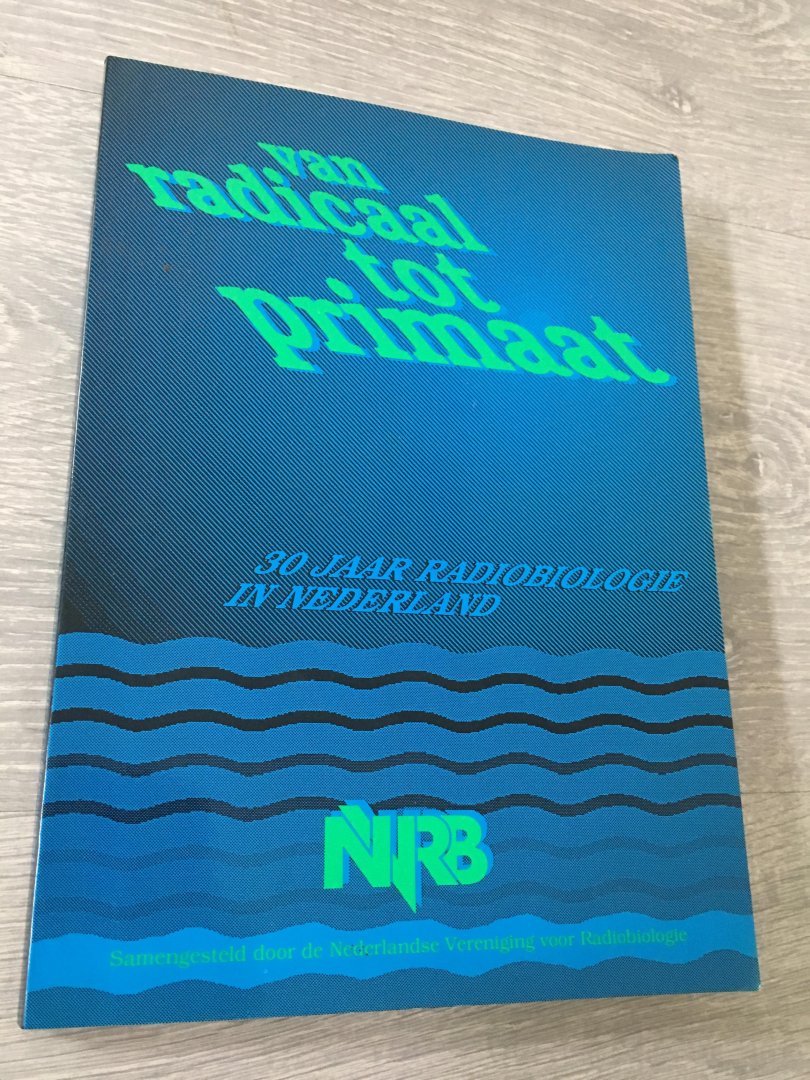 van
radicaal
tot
primaat
30 JAAR RADIOBIOLOGIE
IN NEDERLAND
NVRB
Samengesteld door de Nederlandse Vereniging voor Radiobiologie